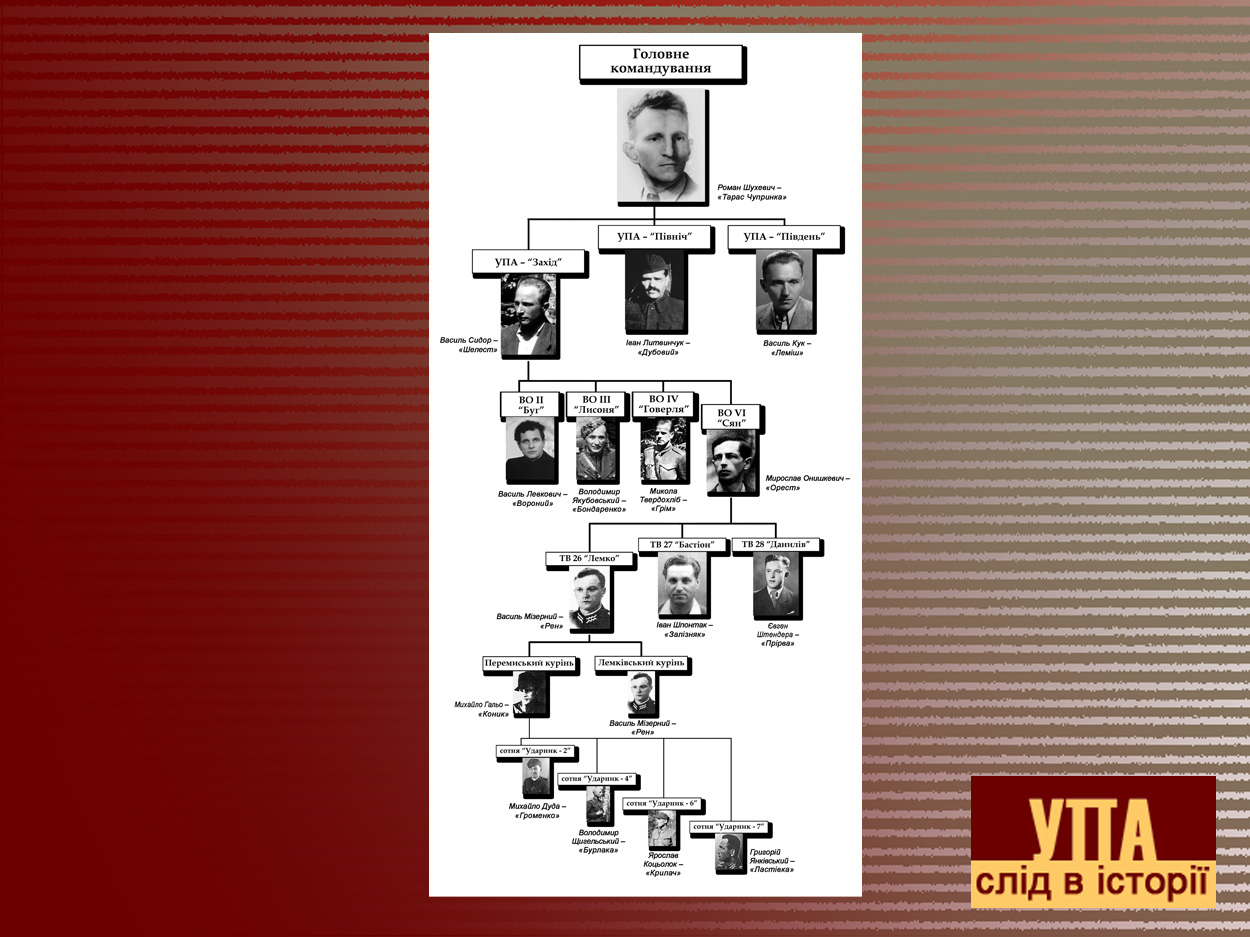 Головне
командування
Роман Шухевич –
«Тарас Чупринка»
УПА – “Захід”
УПА – “Північ”
УПА – “Південь”
Василь Сидор –
«Шелест»
Іван Литвинчук –
«Дубовий»
Василь Кук –
«Леміш»
ВО II
“Буг”
ВО III
“Лисоня”
ВО IV
“Говерля”
ВО VI
“Сян”
Василь Левкович –
«Вороний»
Володимир
Якубовський –
«Бондаренко»
Микола
Твердохліб –
«Грім»
Мирослав Онишкевич –
«Орест»
ТВ 26 “Лемко”
ТВ 27 “Бастіон”
ТВ 28 “Данилів”
Василь Мізерний –
«Рен»
Іван Шпонтак –
«Залізняк»
Євген
Штендера –
«Прірва»
Перемиський курінь
Лемківський курінь
Михайло Гальо –
«Коник»
Василь Мізерний –
«Рен»
сотня “Ударник - 2”
Михайло Дуда –
«Громенко»
сотня “Ударник - 4”
Володимир
Щигельський –
«Бурлака»
сотня “Ударник - 6”
Ярослав
Коцьолок –
«Крилач»
сотня “Ударник - 7”
Григорій
Янківський –
«Ластівка»
УПА
слід в історії